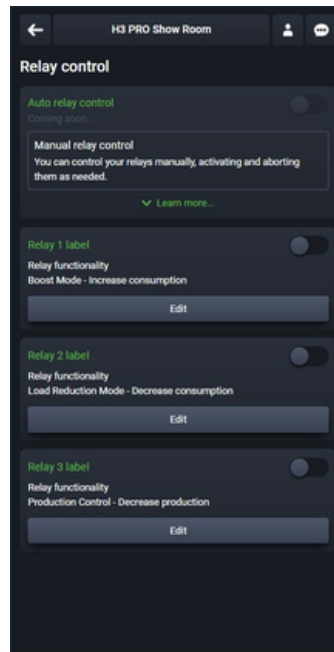 H3 PRO Show Room
Relay control
Auto relay control
Coming soon...
Manual relay control
You can control your relays manually, activating and aborting
them as needed.
Learn more...
Relay 1 label
Relay functionality
Boost Mode - Increase consumption
Edit
Relay 2 label
Relay functionality
Load Reduction Mode - Decrease consumption
Edit
Relay 3 label
Relay functionality
Production Control - Decrease production
Edit